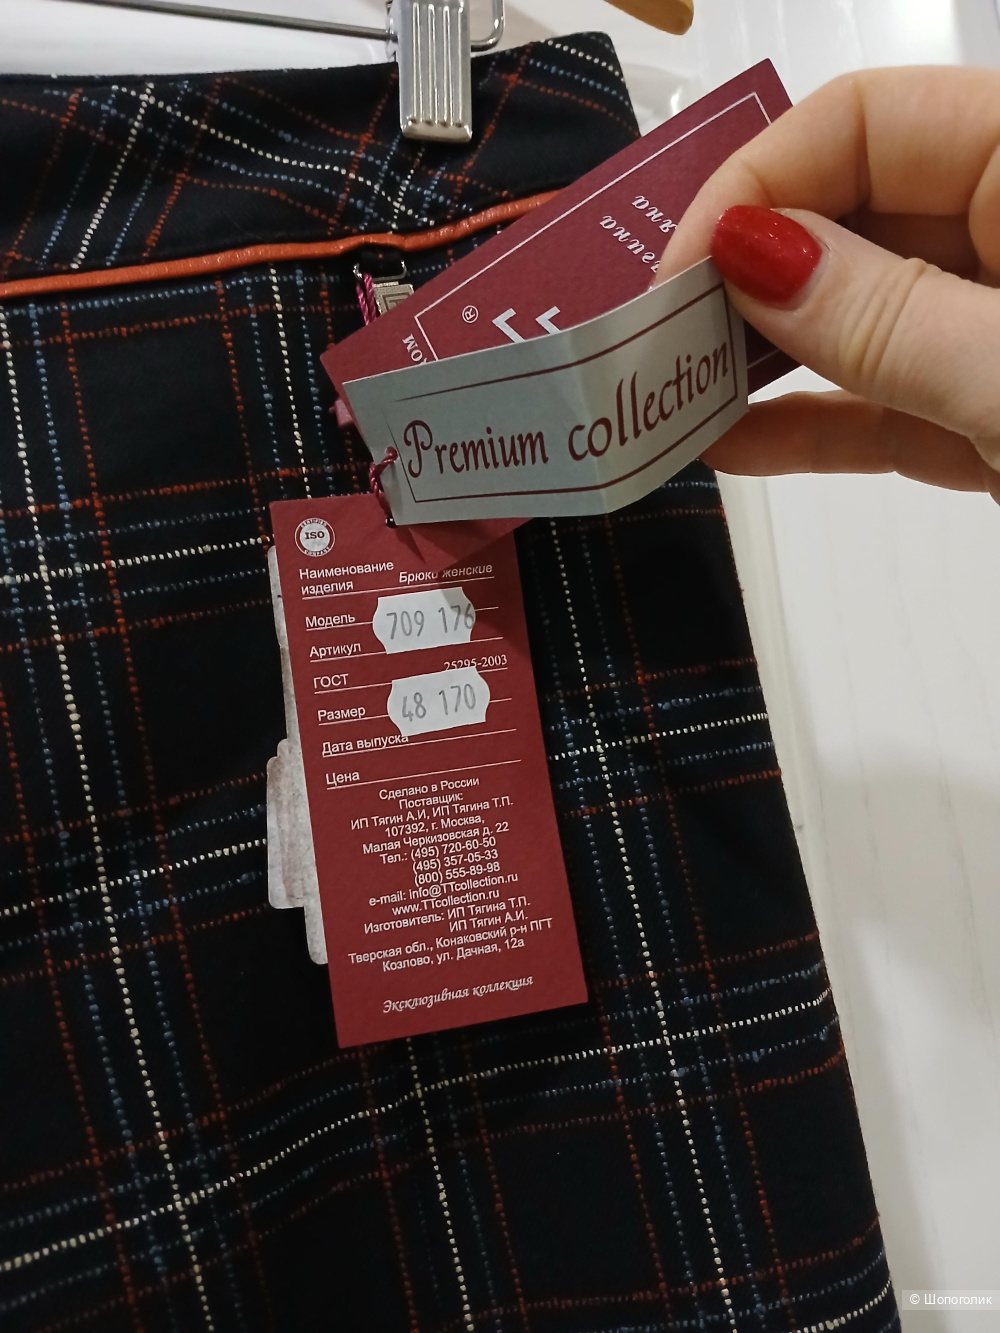 ®
Premium collection
ISO
Наименование
изделия Брюки женские
Модель 709 176
Артикул
ГОСТ 25295-2003
Размер 48 170
Дата выпуска
Цена
Сделано в России
Поставщик:
ИП Тягин А.И, ИП Тягина Т.П.
107392, г. Москва,
Малая Черкизовская д. 22
Тел.: (495) 720-60-50
(495) 357-05-33
(800) 555-89-98
e-mail: info@TTcollection.ru
www.TTcollection.ru
Изготовитель: ИП Тягина Т.П.
ИП Тягин А.И.
Тверская обл., Конаковский р-н ПГТ
Козлово, ул. Дачная, 12а
Эксклюзивная коллекция
© Шопоголик